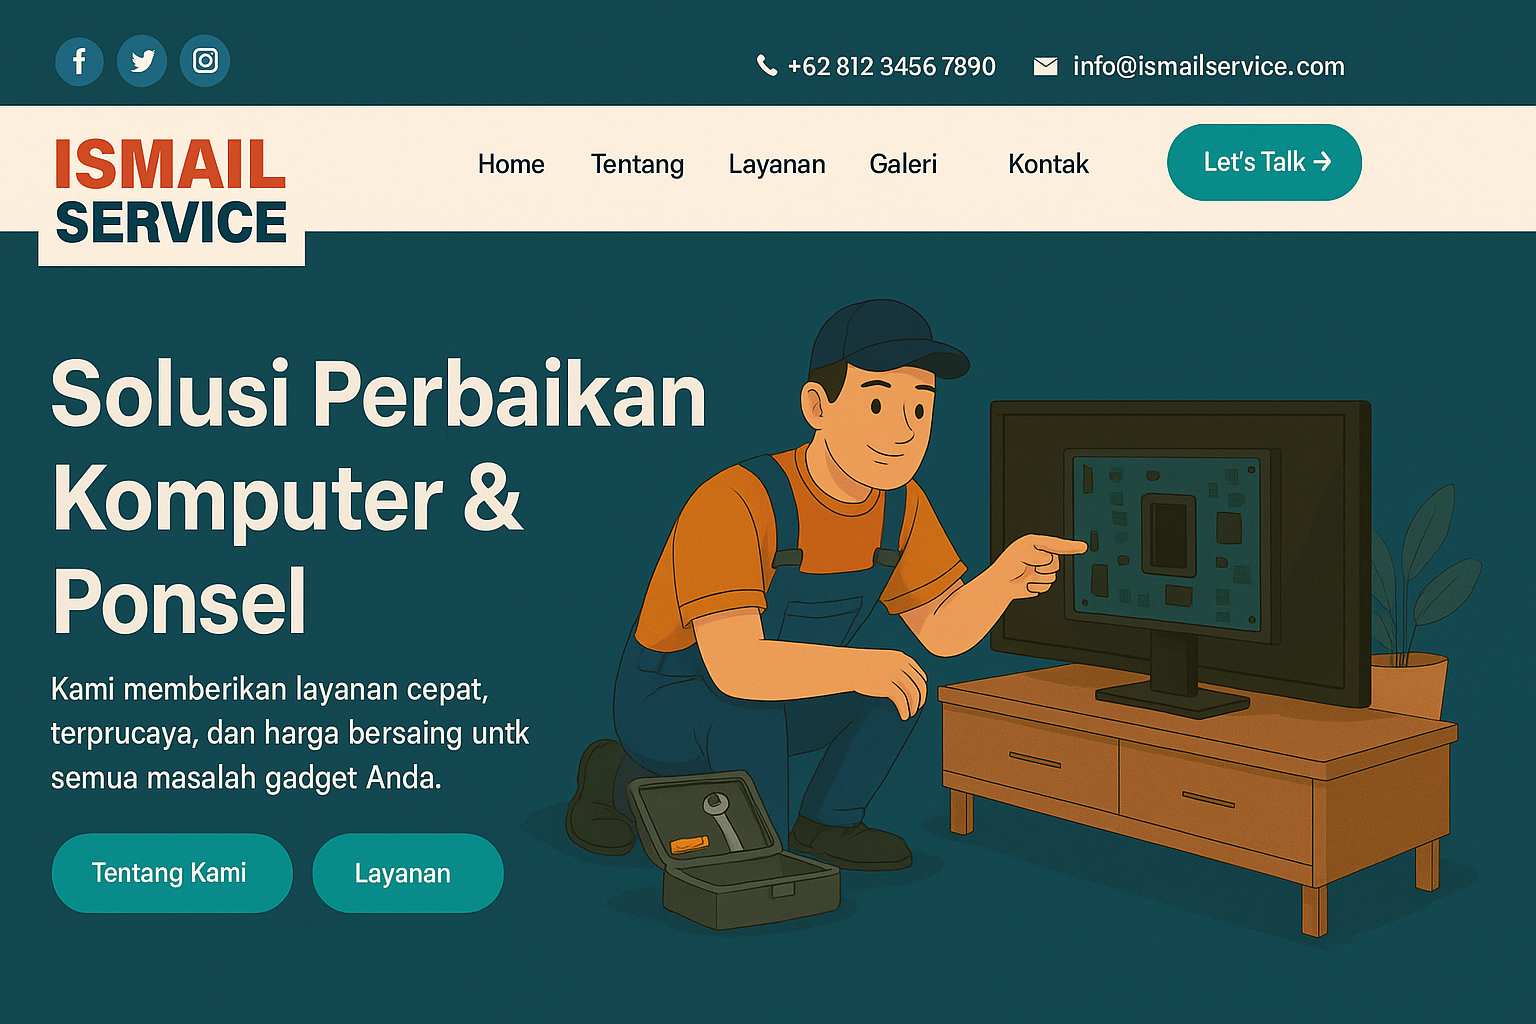 +62 812 3456 7890 info@ismailservice.com
ISMAIL
SERVICE
Home Tentang Layanan Galeri Kontak Let's Talk →
Solusi Perbaikan
Komputer &
Ponsel
Kami memberikan layanan cepat,
terprucaya, dan harga bersaing untk
semua masalah gadget Anda.
Tentang Kami Layanan